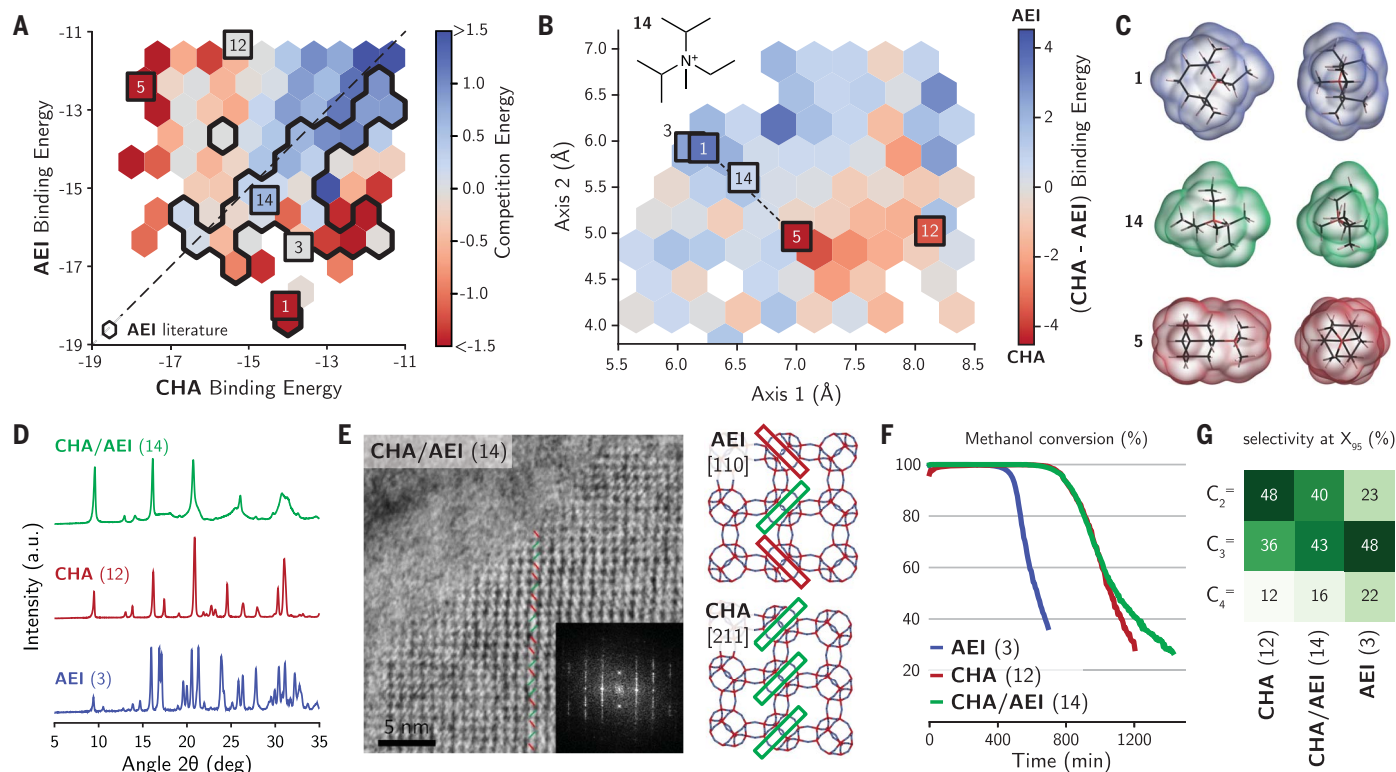 A
-11
-13
-15
-17
-19
AEI Binding Energy
12
5
14
3
1
AEI literature
-19
-17
-15
-13
-11
CHA Binding Energy
>1.5
1.0
0.5
0.0
-0.5
-1.0
<-1.5
Competition Energy
B
14
N+
7.0
6.5
6.0
5.5
5.0
4.5
4.0
Axis 2 (Å)
3
1
14
5
12
5.5
6.0
6.5
7.0
7.5
8.0
8.5
Axis 1 (Å)
AEI
4
2
0
-2
-4
CHA
(CHA - AEI) Binding Energy
C
1
14
5
D
CHA/AEI (14)
CHA (12)
AEI (3)
Intensity (a.u.)
5
10
15
20
25
30
35
Angle 2θ (deg)
E
CHA/AEI (14)
5 nm
AEI
[110]
CHA
[211]
F
Methanol conversion (%)
100
80
60
40
20
AEI (3)
CHA (12)
CHA/AEI (14)
0
400
800
1200
Time (min)
G
selectivity at X95 (%)
C2= 48 40 23
C3= 36 43 48
C4= 12 16 22
CHA (12)
CHA/AEI (14)
AEI (3)